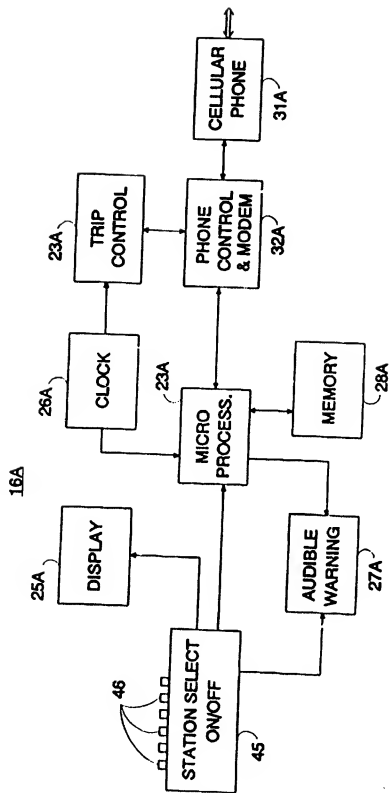 16A
46
STATION SELECT
ON/OFF
45
25A
DISPLAY
AUDIBLE
WARNING
27A
26A
CLOCK
23A
MICRO
PROCESS.
MEMORY
28A
23A
TRIP
CONTROL
PHONE CONTROL
& MODEM
32A
CELLULAR
PHONE
31A